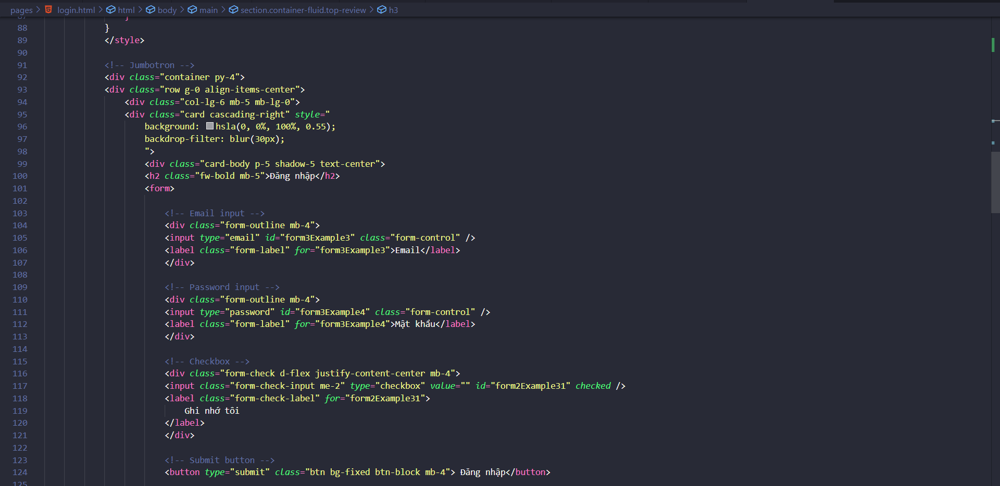 pages > login.html > html > body > main > section.container-fluid.top-review > h3
87 }
88 }
89 </style>
90
91 <!-- Jumbotron -->
92 <div class="container py-4">
93 <div class="row g-0 align-items-center">
94 <div class="col-lg-6 mb-5 mb-lg-0">
95 <div class="card cascading-right" style="
96 background: hsla(0, 0%, 100%, 0.55);
97 backdrop-filter: blur(30px);
98 ">
99 <div class="card-body p-5 shadow-5 text-center">
100 <h2 class="fw-bold mb-5">Đăng nhập</h2>
101 <form>
102
103 <!-- Email input -->
104 <div class="form-outline mb-4">
105 <input type="email" id="form3Example3" class="form-control" />
106 <label class="form-label" for="form3Example3">Email</label>
107 </div>
108
109 <!-- Password input -->
110 <div class="form-outline mb-4">
111 <input type="password" id="form3Example4" class="form-control" />
112 <label class="form-label" for="form3Example4">Mật khẩu</label>
113 </div>
114
115 <!-- Checkbox -->
116 <div class="form-check d-flex justify-content-center mb-4">
117 <input class="form-check-input me-2" type="checkbox" value="" id="form2Example31" checked />
118 <label class="form-check-label" for="form2Example31">
119 Ghi nhớ tôi
120 </label>
121 </div>
122
123 <!-- Submit button -->
124 <button type="submit" class="btn bg-fixed btn-block mb-4"> Đăng nhập</button>
125